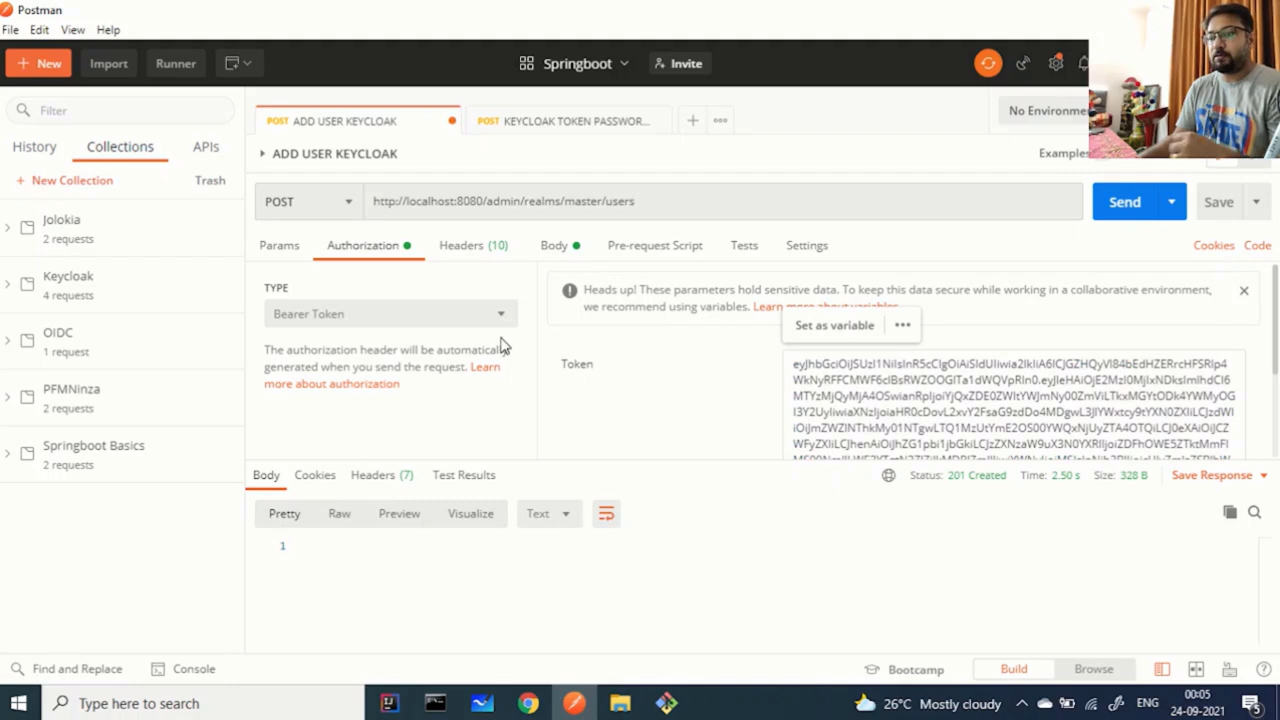 Postman
File Edit View Help
+ New
Import
Runner
Springboot
Invite
Filter
POST ADD USER KEYCLOAK
POST KEYCLOAK TOKEN PASSWOR...
+
No Environme
History
Collections
APIs
ADD USER KEYCLOAK
Examples
+ New Collection
Trash
POST
http://localhost:8080/admin/realms/master/users
Send
Save
Jolokia
2 requests
Keycloak
4 requests
OIDC
1 request
PFMNinza
2 requests
Springboot Basics
2 requests
Params
Authorization
Headers (10)
Body
Pre-request Script
Tests
Settings
Cookies Code
TYPE
Bearer Token
The authorization header will be automatical
generated when you send the request. Learn
more about authorization
Heads up! These parameters hold sensitive data. To keep this data secure while working in a collaborative environment,
we recommend using variables. Learn more about variables
Set as variable
Token
Body
Cookies
Headers (7)
Test Results
Status: 201 Created
Time: 2.50 s
Size: 328 B
Save Response
Pretty
Raw
Preview
Visualize
Text
1
Find and Replace
Console
Bootcamp
Build
Browse
Type here to search
26°C Mostly cloudy
ENG
00:05
24-09-2021
5